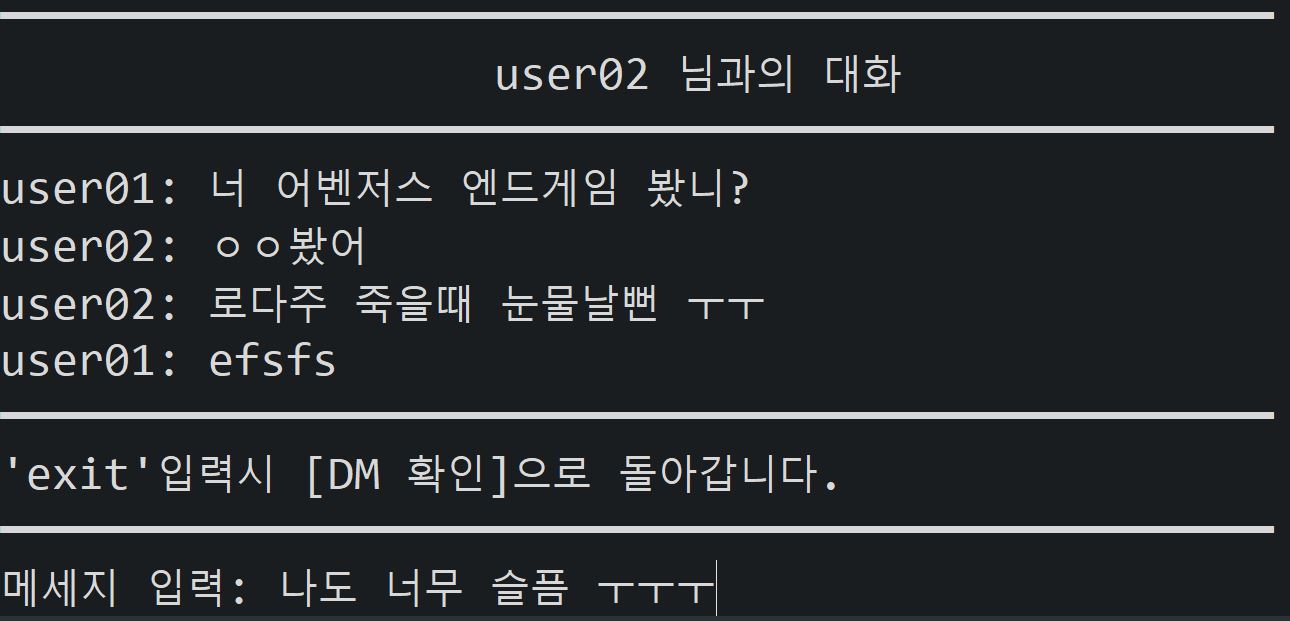 user02 님과의 대화
user01: 너 어벤저스 엔드게임 봤니?
user02: ㅇㅇ봤어
user02: 로다주 죽을때 눈물날뻔 ㅜㅜ
user01: efsfs
'exit'입력시 [DM 확인]으로 돌아갑니다.
메세지 입력: 나도 너무 슬픔 ㅜㅜㅜ